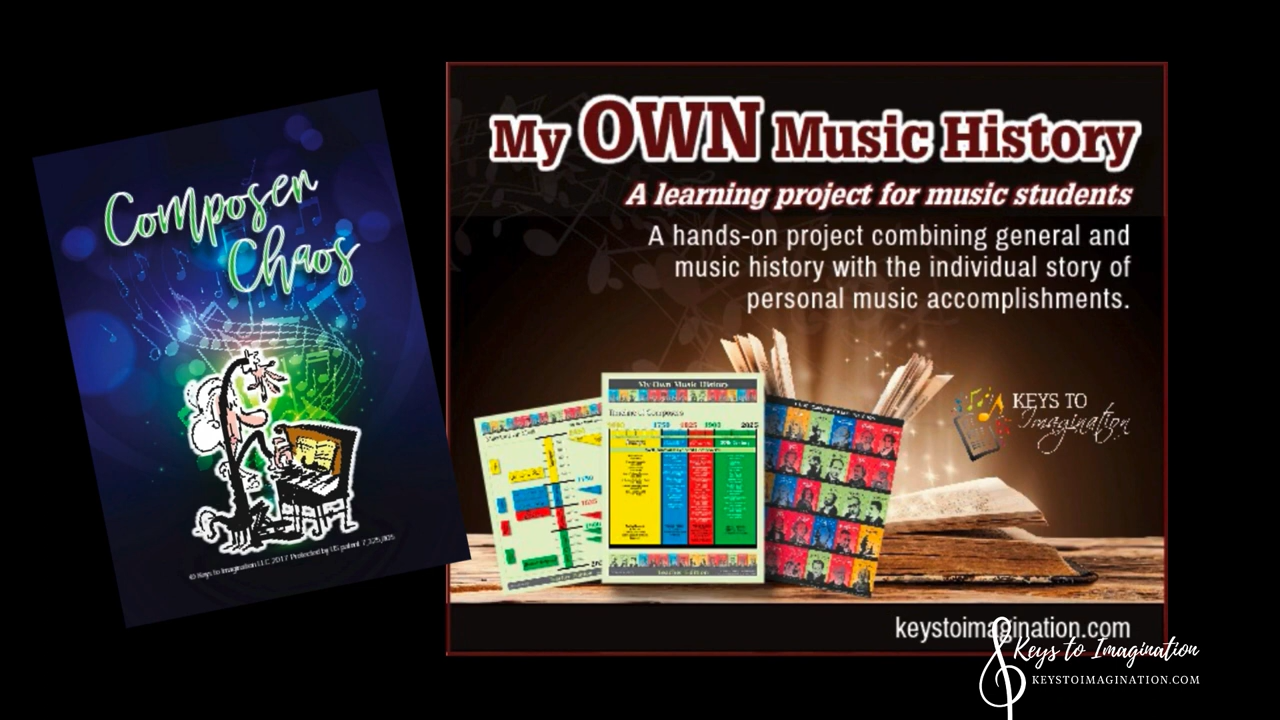 Composer
Chaos
© Keys to Imagination LLC 2017 Protected by US patent 7,325,805
My OWN Music History
A learning project for music students
A hands-on project combining general and
music history with the individual story of
personal music accomplishments.
My Own Music History
Timeline of Composers
1750 1825 1900 2025
KEYS TO
Imagination
keystoimagination.com
Keys to Imagination
KEYSTOIMAGINATION.COM